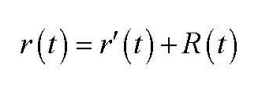 r(t) = r′(t) + R(t)